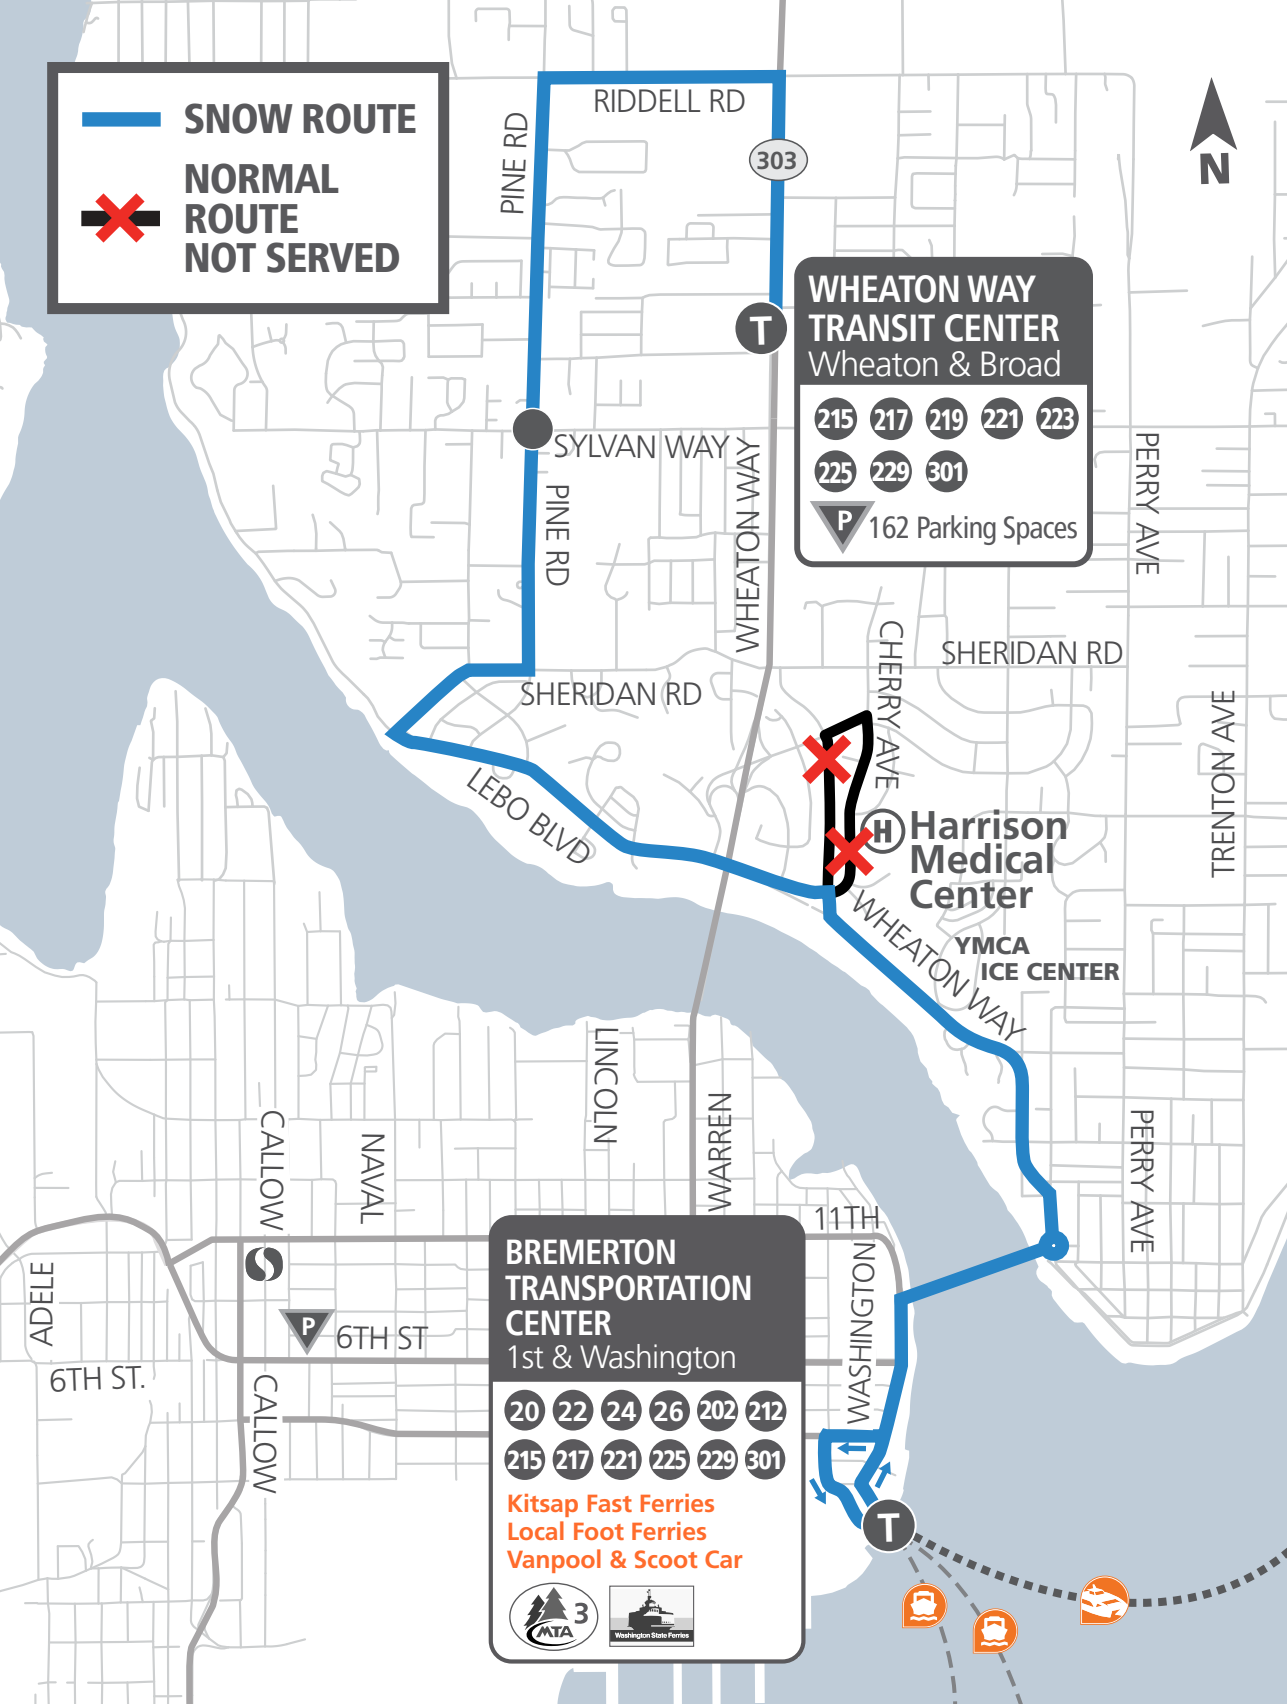 SNOW ROUTE
NORMAL
ROUTE
NOT SERVED
RIDDELL RD
PINE RD
303
N
T
WHEATON WAY
TRANSIT CENTER
Wheaton & Broad
215 217 219 221 223
225 229 301
P 162 Parking Spaces
SYLVAN WAY
WHEATON WAY
PINE RD
PERRY AVE
CHERRY AVE
SHERIDAN RD
SHERIDAN RD
TRENTON AVE
LEBO BLVD
H Harrison
Medical
Center
WHEATON WAY
YMCA
ICE CENTER
LINCOLN
WARREN
CALLOW
NAVAL
PERRY AVE
11TH
WASHINGTON
ADELE
P 6TH ST
6TH ST.
CALLOW
BREMERTON
TRANSPORTATION
CENTER
1st & Washington
20 22 24 26 202 212
215 217 221 225 229 301
Kitsap Fast Ferries
Local Foot Ferries
Vanpool & Scoot Car
MTA 3
Washington State Ferries
T